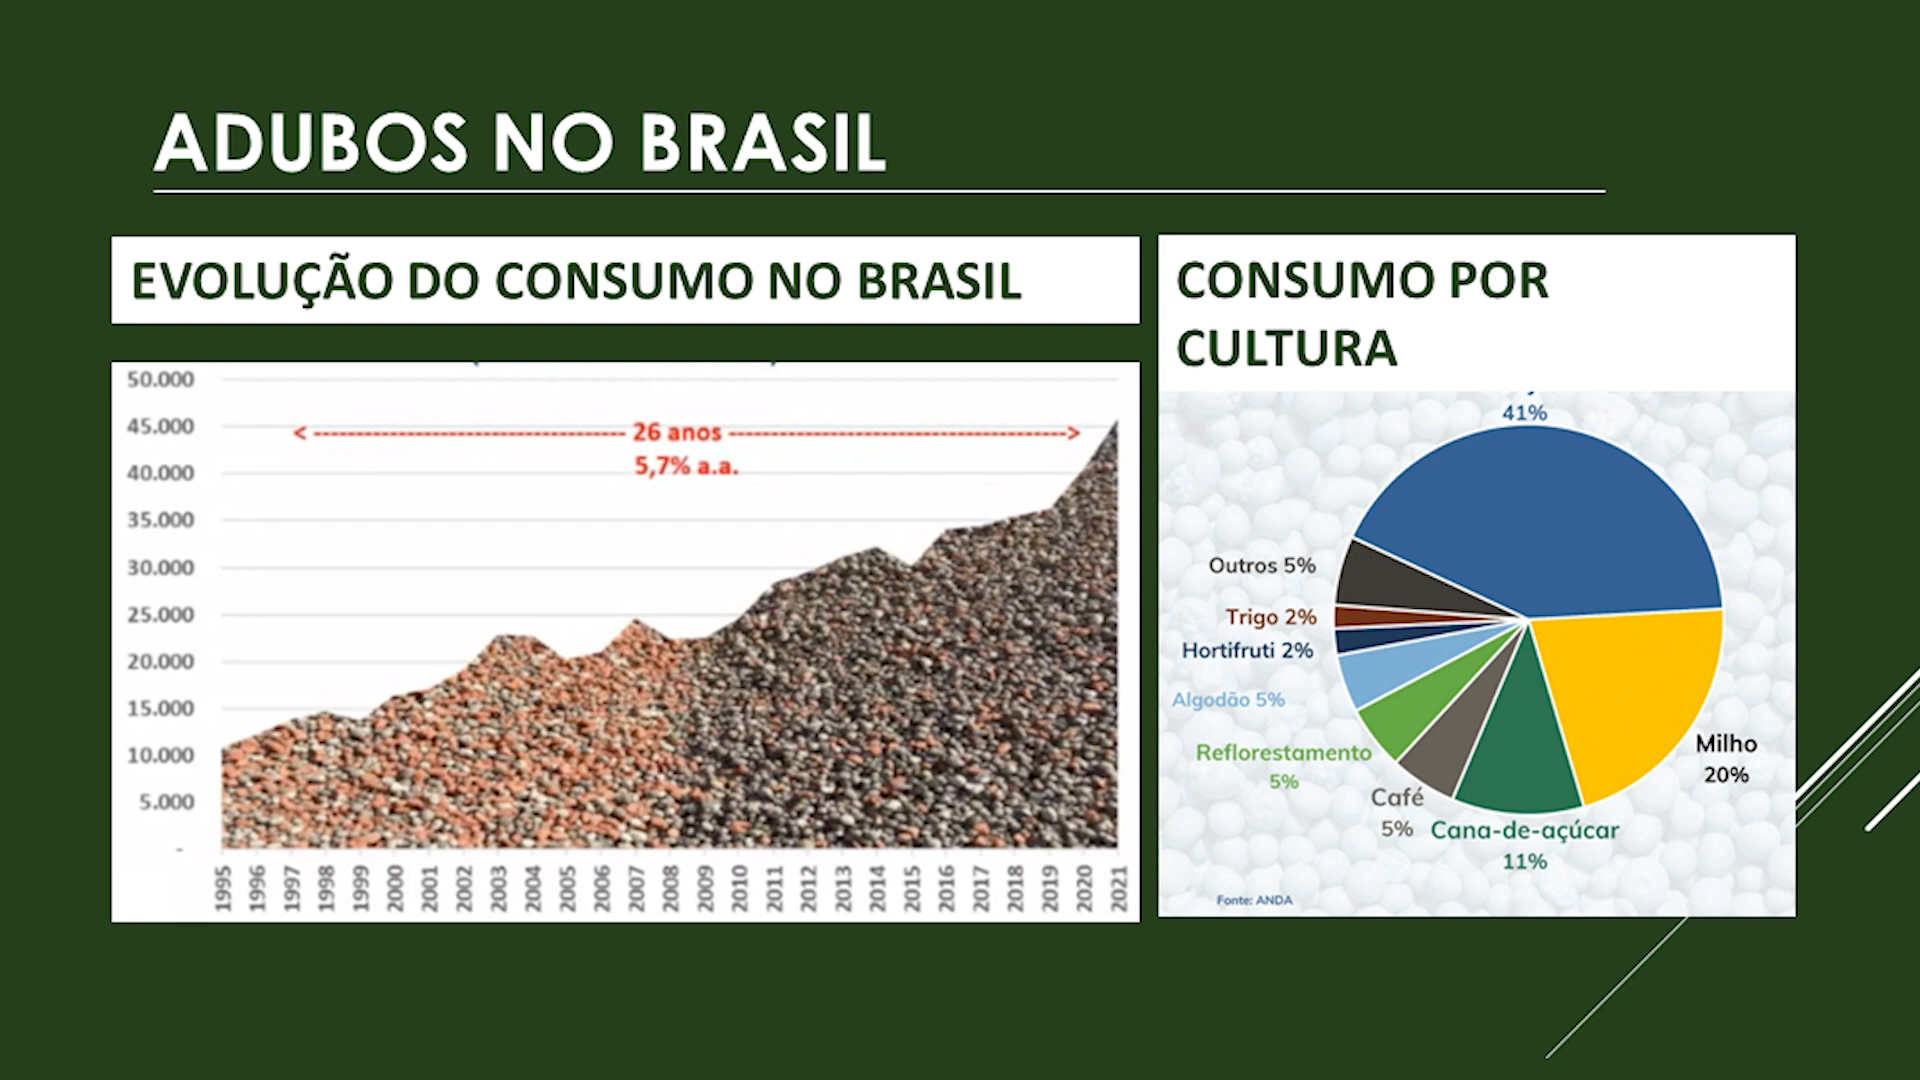 ADUBOS NO BRASIL
EVOLUÇÃO DO CONSUMO NO BRASIL
50.000
45.000
40.000
35.000
30.000
25.000
20.000
15.000
10.000
5.000
-
26 anos
5,7% a.a.
1995
1996
1997
1998
1999
2000
2001
2002
2003
2004
2005
2006
2007
2008
2009
2010
2011
2012
2013
2014
2015
2016
2017
2018
2019
2020
2021
CONSUMO POR
CULTURA
41%
Outros 5%
Trigo 2%
Hortifruti 2%
Algodão 5%
Reflorestamento
5%
Café
5%
Cana-de-açúcar
11%
Milho
20%
Fonte: ANDA